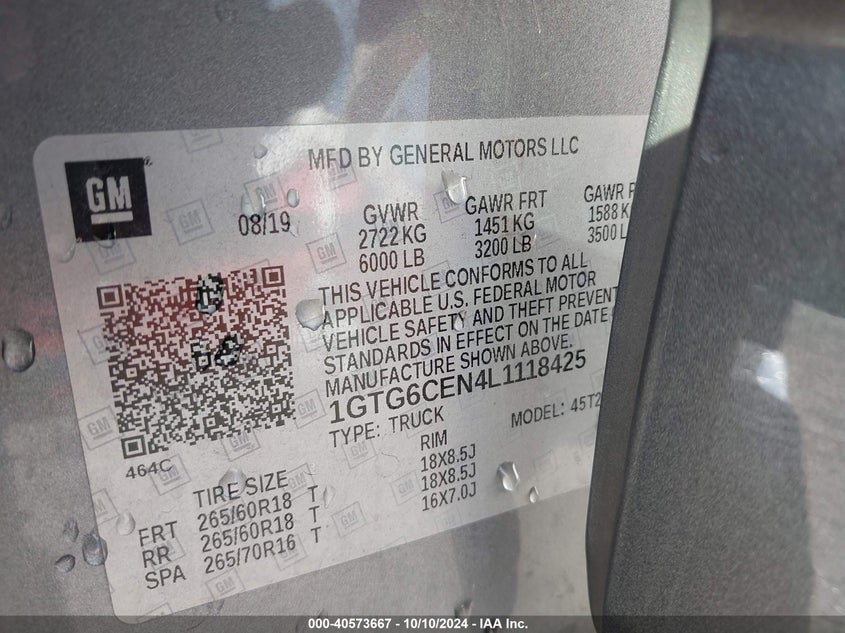 MFD BY GENERAL MOTORS LLC
GM
08/19
GVWR GAWR FRT GAWR
2722 KG 1451 KG 1588
6000 LB 3200 LB 3500
THIS VEHICLE CONFORMS TO ALL
APPLICABLE U.S. FEDERAL MOTOR
VEHICLE SAFETY AND THEFT PREVENT
STANDARDS IN EFFECT ON THE DATE
MANUFACTURE SHOWN ABOVE.
1GTG6CEN4L1118425
TYPE: TRUCK MODEL: 45T2
464C
TIRE SIZE RIM
FRT 265/60R18 T 18X8.5J
RR 265/60R18 T 18X8.5J
SPA 265/70R16 T 16X7.0J
000-40573667 - 10/10/2024 - IAA Inc.